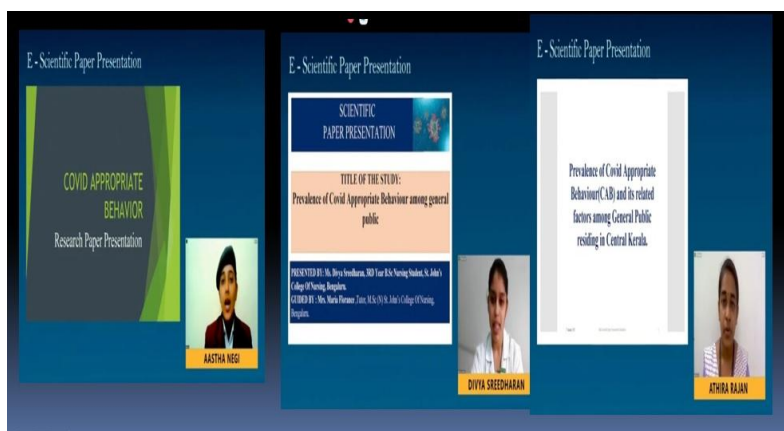 E - Scientific Paper Presentation
COVID APPROPRIATE
BEHAVIOR
Research Paper Presentation
AASTHA NEGI
E - Scientific Paper Presentation
SCIENTIFIC
PAPER PRESENTATION
TITLE OF THE STUDY:
Prevalence of Covid Appropriate Behaviour among general
public
PRESENTED BY: Ms. Divya Sreedharan, 3RD Year B.Sc Nursing Student, St. John's
College Of Nursing, Bengaluru.
GUIDED BY : Mrs. Maria Florance ,Tutor, M.Sc (N) St. John's College Of Nursing,
Bengaluru.
DIVYA SREEDHARAN
E - Scientific Paper Presentation
Prevalence of Covid Appropriate
Behaviour(CAB) and its related
factors among General Public
residing in Central Kerala.
ATHIRA RAJAN